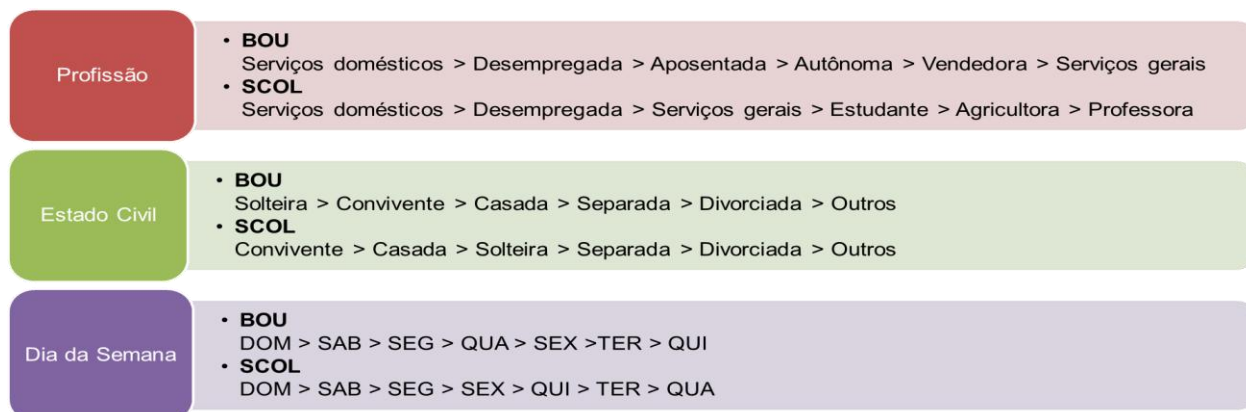 Profissão
• BOU
Serviços domésticos > Desempregada > Aposentada > Autônoma > Vendedora > Serviços gerais
• SCOL
Serviços domésticos > Desempregada > Serviços gerais > Estudante > Agricultora > Professora
Estado Civil
• BOU
Solteira > Convivente > Casada > Separada > Divorciada > Outros
• SCOL
Convivente > Casada > Solteira > Separada > Divorciada > Outros
Dia da Semana
• BOU
DOM > SAB > SEG > QUA > SEX >TER > QUI
• SCOL
DOM > SAB > SEG > SEX > QUI > TER > QUA